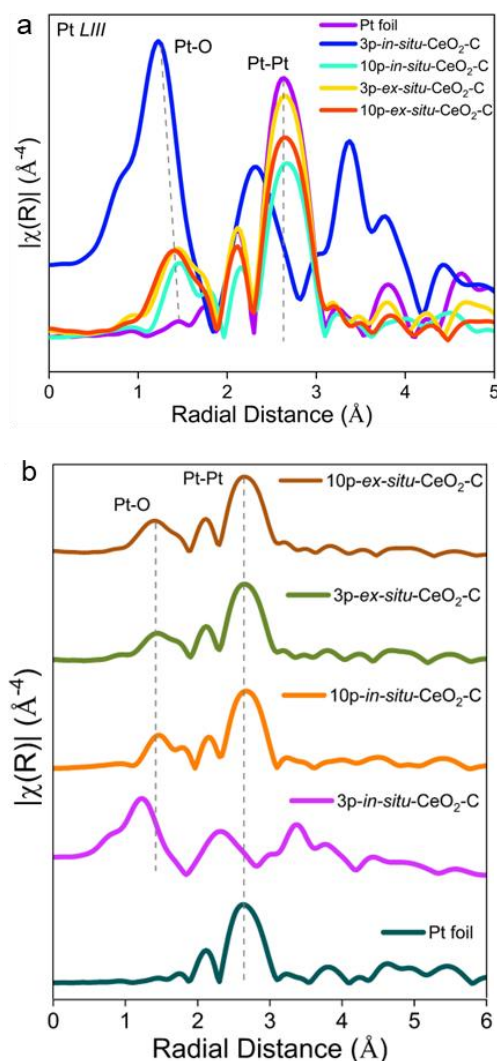 a
Pt LIII
Pt-O
Pt-Pt
Pt foil
3p-in-situ-CeO₂-C
10p-in-situ-CeO₂-C
3p-ex-situ-CeO₂-C
10p-ex-situ-CeO₂-C
|χ(R)| (Å⁻⁴)
0 1 2 3 4 5
Radial Distance (Å)
b
Pt-O
Pt-Pt
10p-ex-situ-CeO₂-C
3p-ex-situ-CeO₂-C
10p-in-situ-CeO₂-C
3p-in-situ-CeO₂-C
Pt foil
|χ(R)| (Å⁻⁴)
0 1 2 3 4 5 6
Radial Distance (Å)